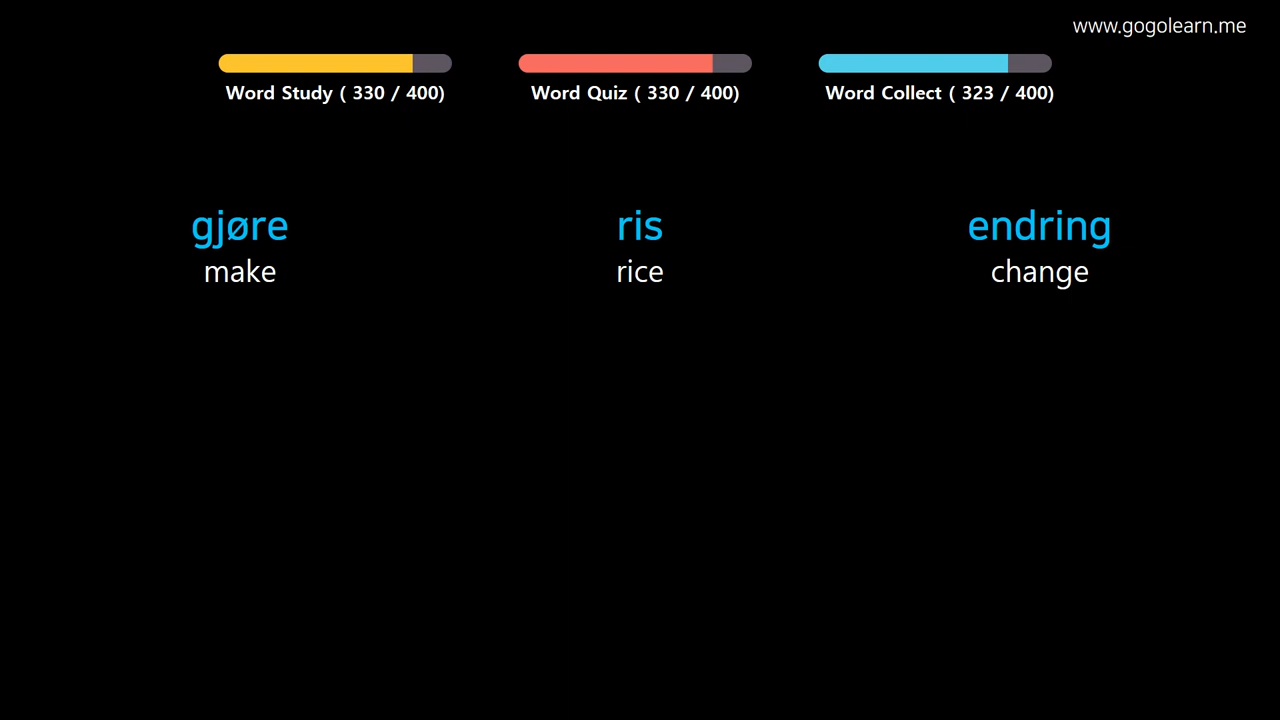 www.gogolearn.me
Word Study ( 330 / 400)
Word Quiz ( 330 / 400)
Word Collect ( 323 / 400)
gjøre
make
ris
rice
endring
change